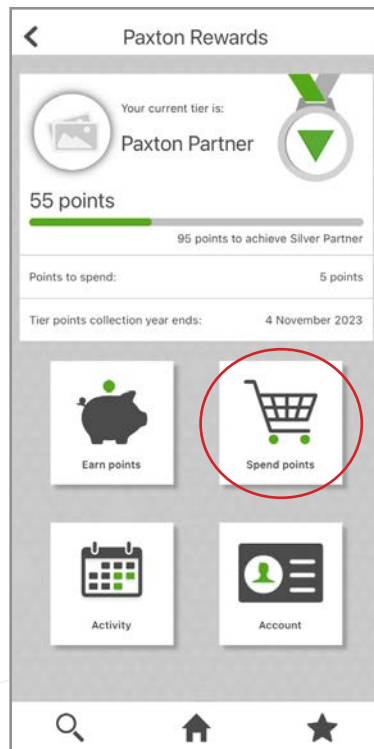 Paxton Rewards
Your current tier is:
Paxton Partner
55 points
95 points to achieve Silver Partner
Points to spend: 5 points
Tier points collection year ends: 4 November 2023
Earn points
Spend points
Activity
Account